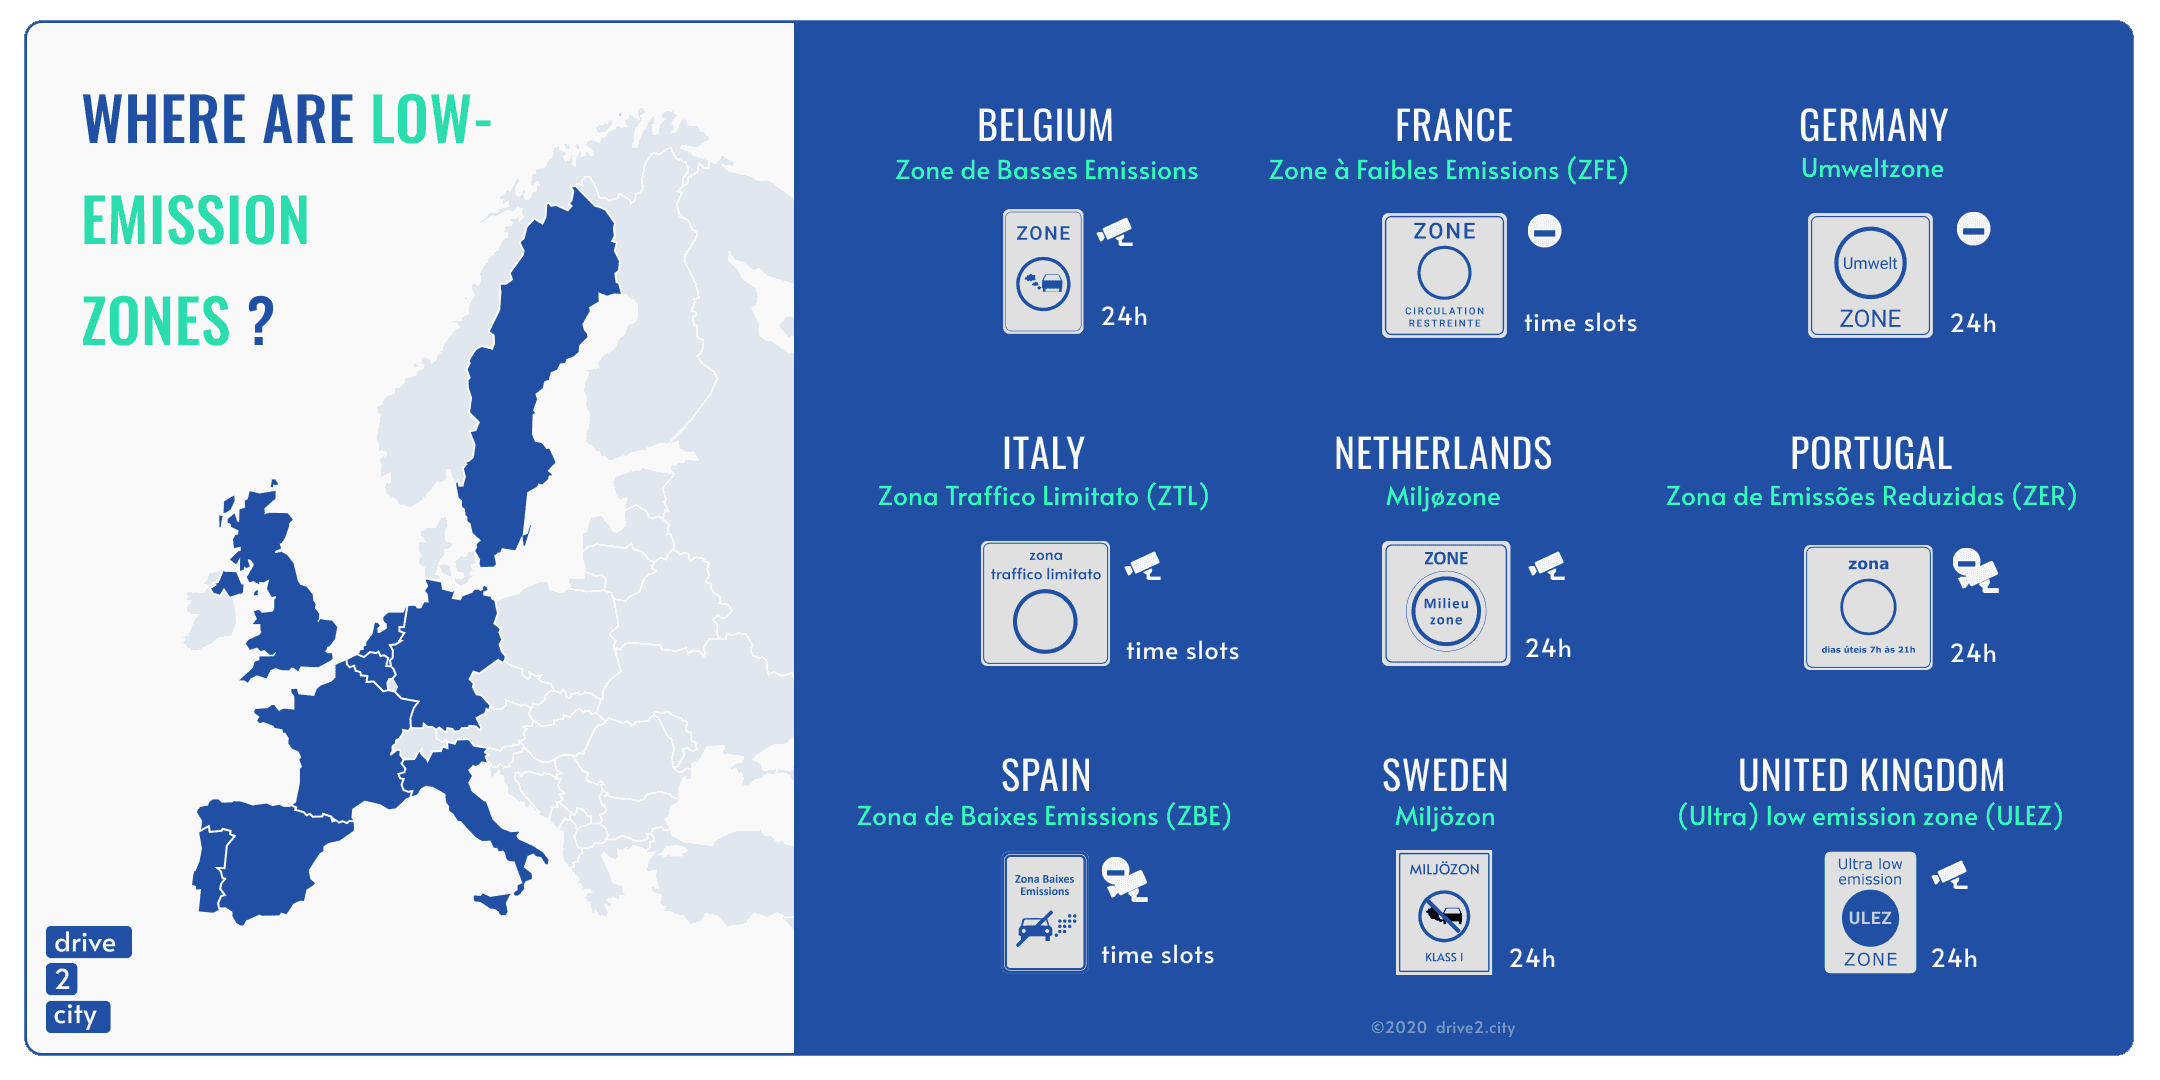 WHERE ARE LOW-
EMISSION
ZONES ?
drive
2
city
BELGIUM
Zone de Basses Emissions
ZONE
24h
FRANCE
Zone à Faibles Emissions (ZFE)
ZONE
CIRCULATION
RESTREINTE
time slots
GERMANY
Umweltzone
Umwelt
ZONE
24h
ITALY
Zona Traffico Limitato (ZTL)
zona
traffico limitato
time slots
NETHERLANDS
Miljøzone
ZONE
Milieu
zone
24h
PORTUGAL
Zona de Emissões Reduzidas (ZER)
zona
dias úteis 7h às 21h
24h
SPAIN
Zona de Baixes Emissions (ZBE)
Zona Baixes
Emissions
time slots
SWEDEN
Miljözon
MILJÖZON
KLASS I
24h
UNITED KINGDOM
(Ultra) low emission zone (ULEZ)
Ultra low
emission
ULEZ
ZONE
24h
©2020 drive2.city